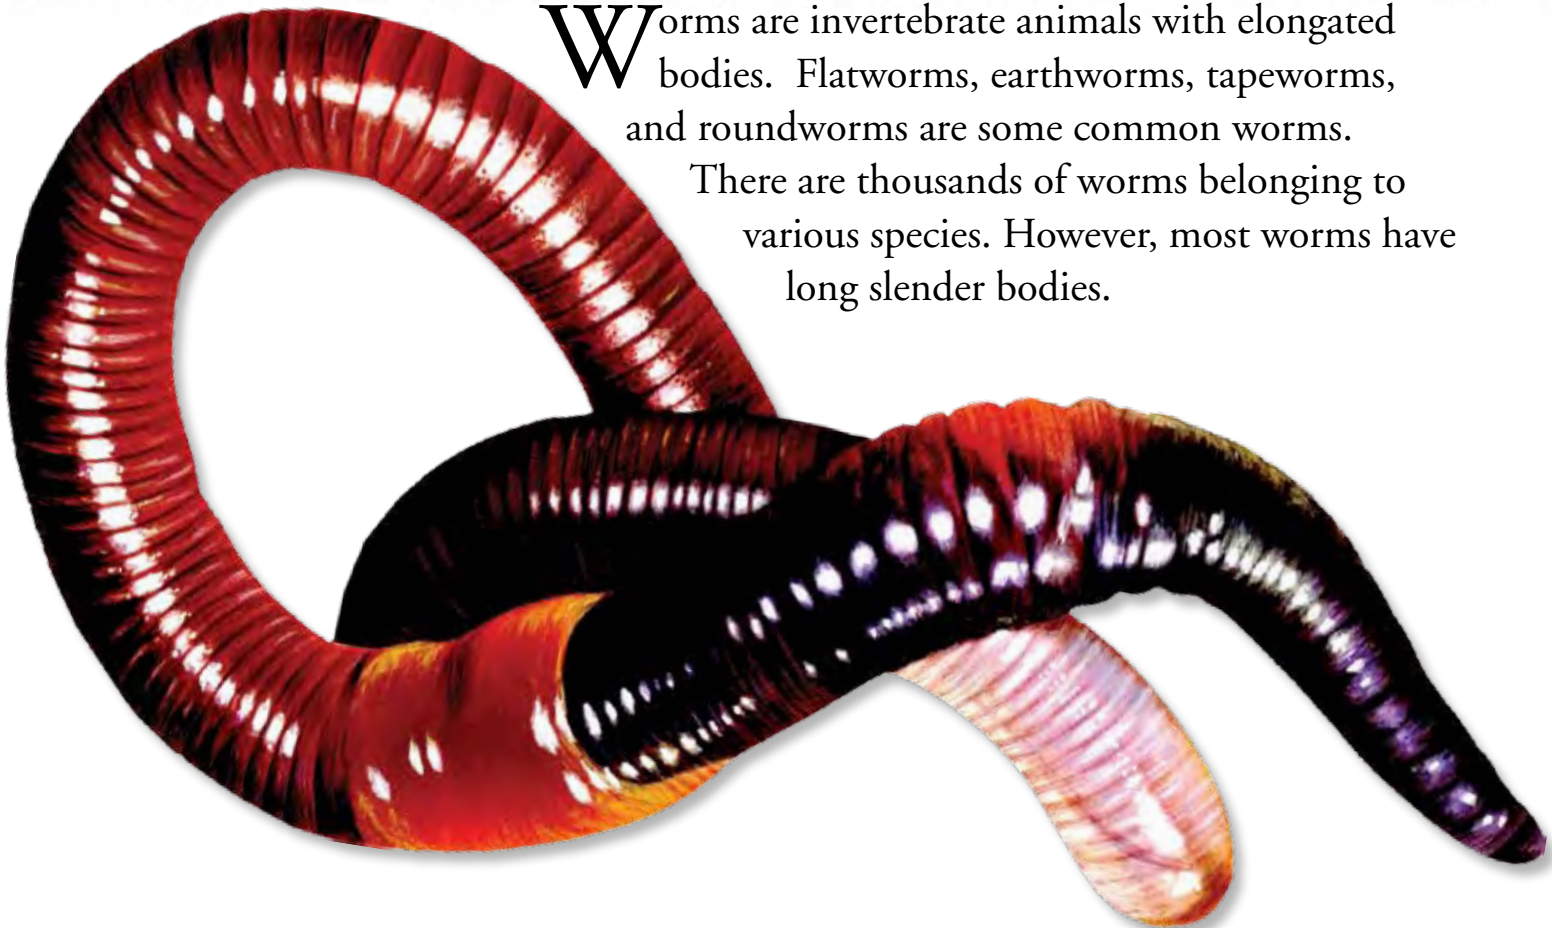 Worms are invertebrate animals with elongated
bodies. Flatworms, earthworms, tapeworms,
and roundworms are some common worms.
There are thousands of worms belonging to
various species. However, most worms have
long slender bodies.